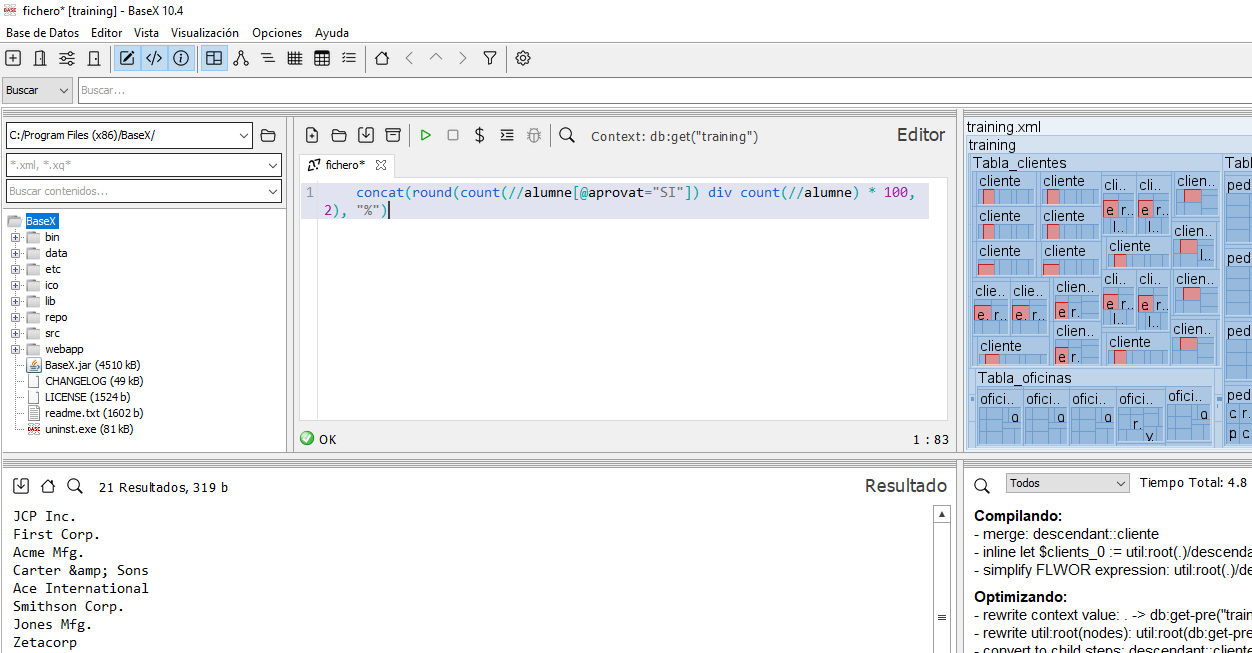 fichero* [training] - BaseX 10.4
Base de Datos Editor Vista Visualización Opciones Ayuda
Buscar Buscar...
C:/Program Files (x86)/BaseX/
*.xml, *.xq*
Buscar contenidos...
BaseX
bin
data
etc
ico
lib
repo
src
webapp
BaseX.jar (4510 kB)
CHANGELOG (49 kB)
LICENSE (1524 b)
readme.txt (1602 b)
uninst.exe (81 kB)
Context: db:get("training") Editor
fichero*
1 concat(round(count(//alumne[@aprovat="SI"]) div count(//alumne) * 100,
2), "%")
OK 1 : 83
training.xml
training
Tabla_clientes Tabl
cliente cliente cli.. cli.. clien.. ped
e r.. e r..
cliente cliente l.. l.. clien..
cliente cliente cliente l.. ped
clie.. clie.. clien.. cli.. cli.. clien..
e. r.. e. r.. e r. e r.. e r..
l.. l..
cliente clien.. cliente clien.. ped
e r.
Tabla_oficinas
ofici.. ofici.. ofici.. ofici.. ofici.. ped
o o o r. o c r.
v p c
21 Resultados, 319 b Resultado
JCP Inc.
First Corp.
Acme Mfg.
Carter &amp; Sons
Ace International
Smithson Corp.
Jones Mfg.
Zetacorp
Todos Tiempo Total: 4.8
Compilando:
- merge: descendant::cliente
- inline let $clients_0 := util:root(.)/descenda
- simplify FLWOR expression: util:root(.)/de
Optimizando:
- rewrite context value: . -> db:get-pre("train
- rewrite util:root(nodes): util:root(db:get-pre
- convert to child steps: descendant::cliente